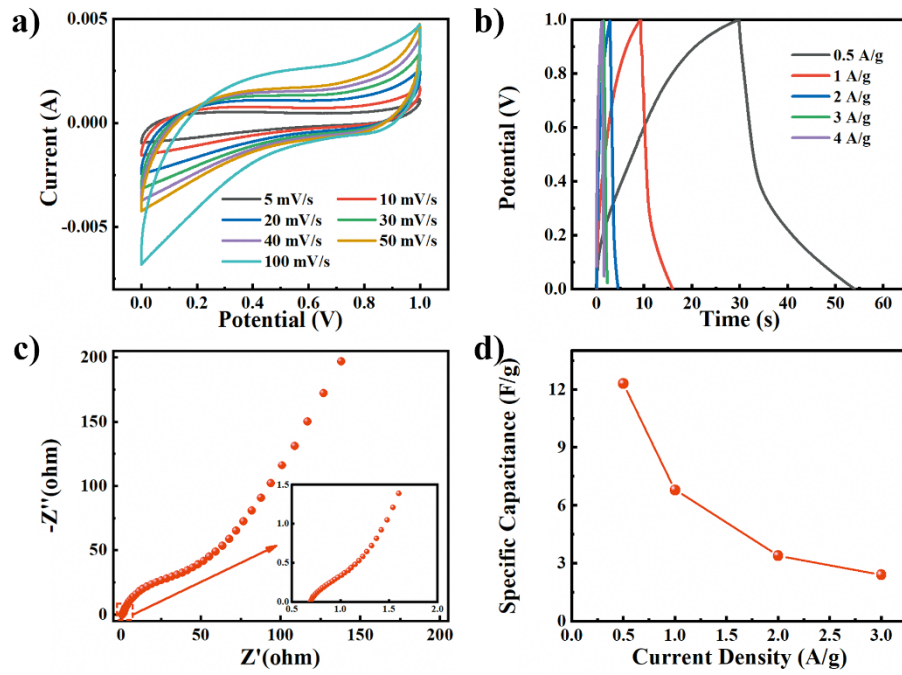 a)
0.005
0.000
-0.005
Current (A)
5 mV/s
10 mV/s
20 mV/s
30 mV/s
40 mV/s
50 mV/s
100 mV/s
0.0 0.2 0.4 0.6 0.8 1.0
Potential (V)
b)
1.0
0.8
0.6
0.4
0.2
0.0
Potential (V)
0.5 A/g
1 A/g
2 A/g
3 A/g
4 A/g
0 10 20 30 40 50 60
Time (s)
c)
200
150
100
50
0
-Z''(ohm)
1.5
1.0
0.5
0.0
0.5 1.0 1.5 2.0
0 50 100 150 200
Z'(ohm)
d)
12
9
6
3
0
Specific Capacitance (F/g)
0.0 0.5 1.0 1.5 2.0 2.5 3.0
Current Density (A/g)